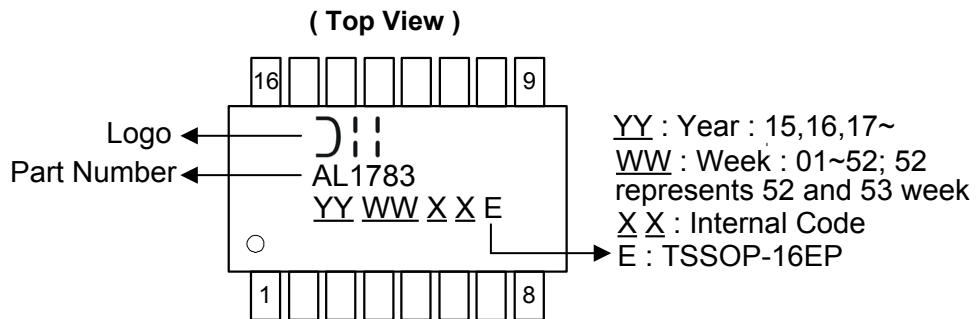 ( Top View )
16
9
Logo
Part Number
AL1783
YY WW X X E
YY : Year : 15,16,17~
WW : Week : 01~52; 52
represents 52 and 53 week
X X : Internal Code
E : TSSOP-16EP
1
8